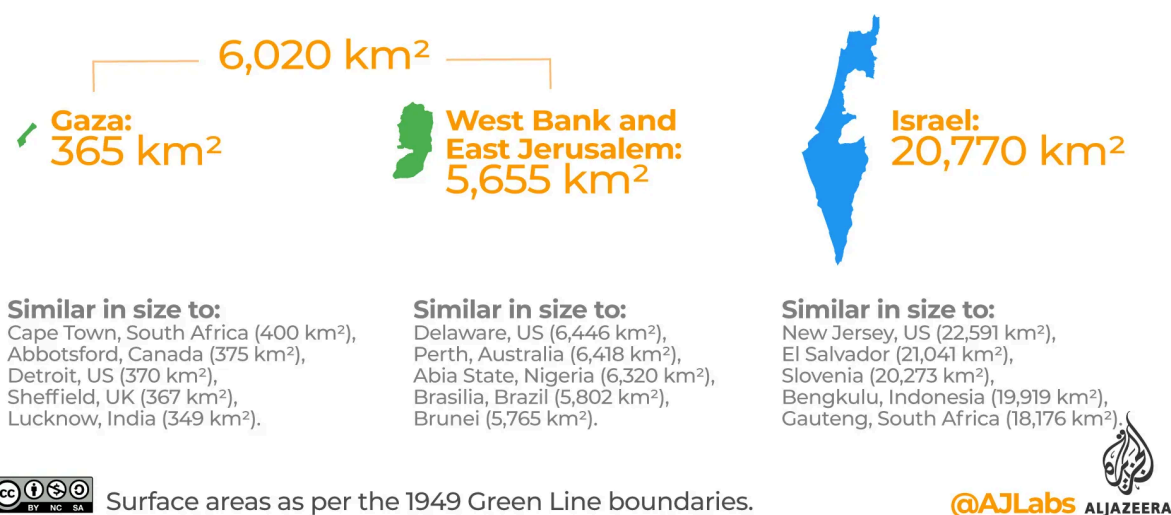 6,020 km²
Gaza:
365 km²
West Bank and
East Jerusalem:
5,655 km²
Israel:
20,770 km²
Similar in size to:
Cape Town, South Africa (400 km²),
Abbotsford, Canada (375 km²),
Detroit, US (370 km²),
Sheffield, UK (367 km²),
Lucknow, India (349 km²).
Similar in size to:
Delaware, US (6,446 km²),
Perth, Australia (6,418 km²),
Abia State, Nigeria (6,320 km²),
Brasilia, Brazil (5,802 km²),
Brunei (5,765 km²).
Similar in size to:
New Jersey, US (22,591 km²),
El Salvador (21,041 km²),
Slovenia (20,273 km²),
Bengkulu, Indonesia (19,919 km²),
Gauteng, South Africa (18,176 km²).
cc BY NC SA
Surface areas as per the 1949 Green Line boundaries.
@AJLabs
الجزيرة
ALJAZEERA